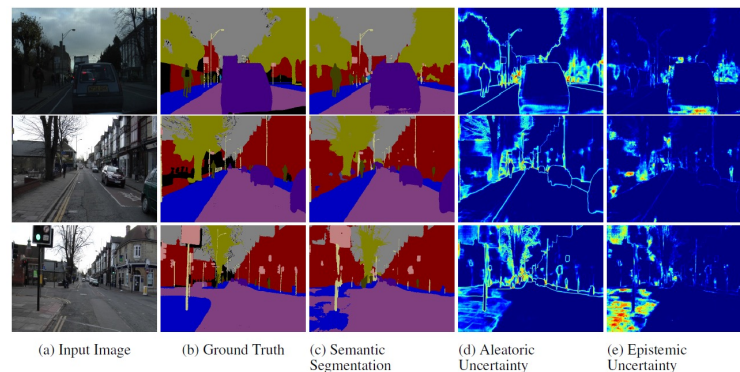 (a) Input Image
(b) Ground Truth
(c) Semantic
Segmentation
(d) Aleatoric
Uncertainty
(e) Epistemic
Uncertainty